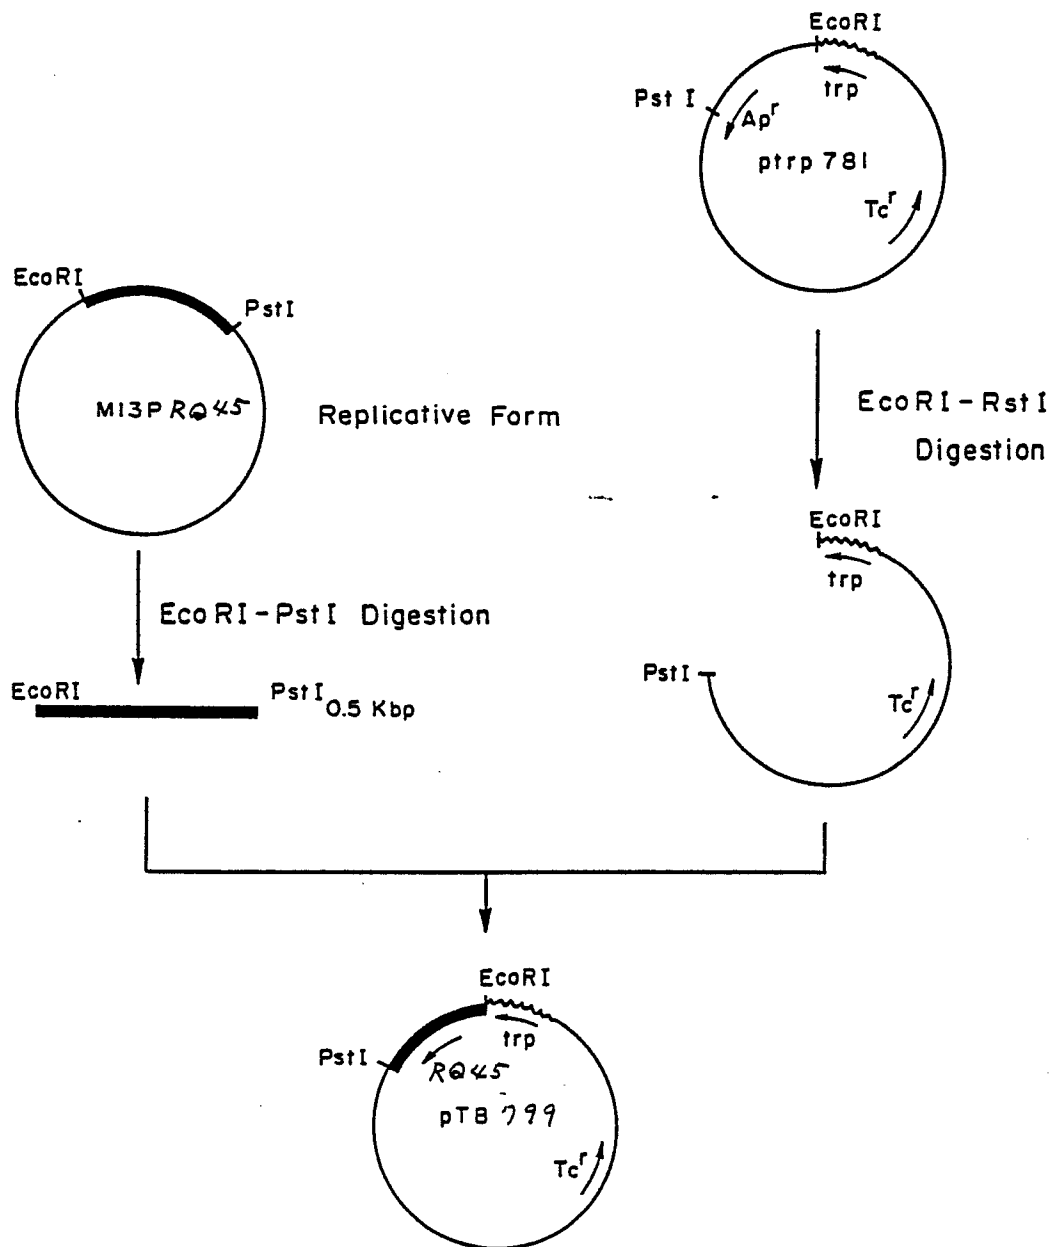 EcoRI
trp
Pst I
Ap^r
ptrp 781
Tc^r
EcoRI
PstI
M13P RQ45
Replicative Form
EcoRI-RstI
Digestion
EcoRI
trp
PstI
Tc^r
EcoRI-PstI Digestion
EcoRI
PstI
0.5 Kbp
EcoRI
trp
PstI
RQ45
pTB 799
Tc^r